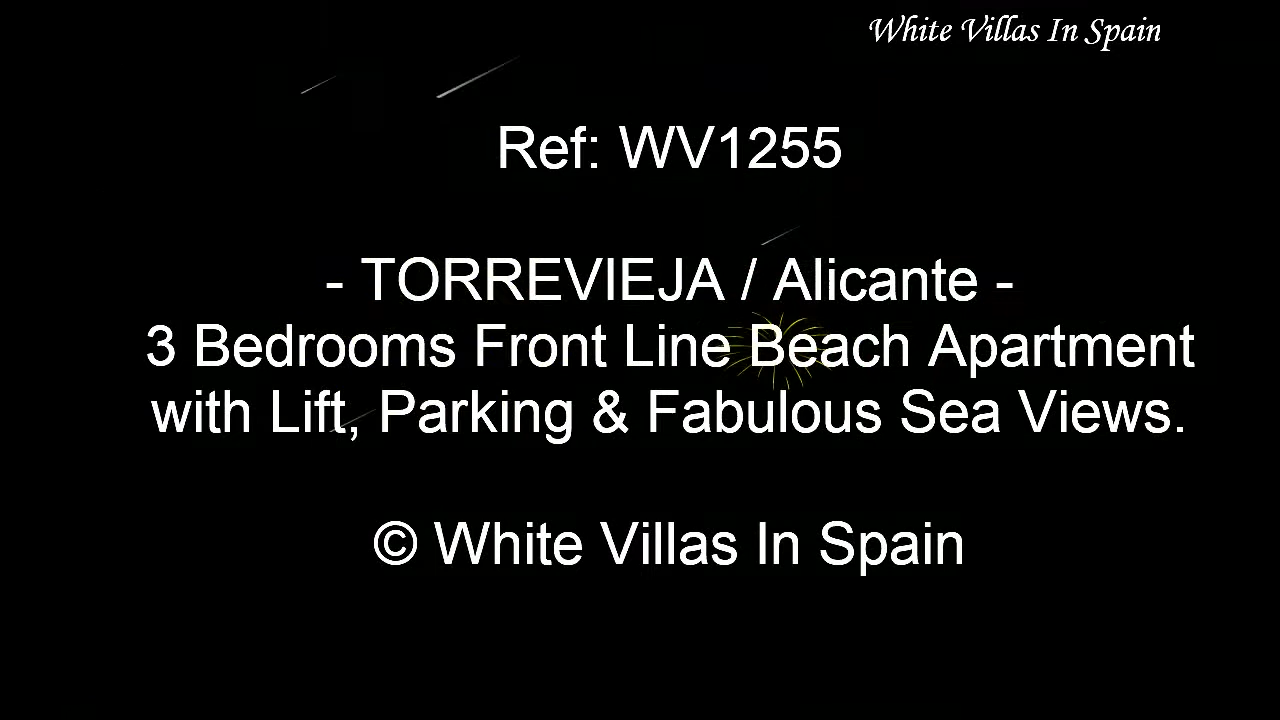 White Villas In Spain
Ref: WV1255
- TORREVIEJA / Alicante -
3 Bedrooms Front Line Beach Apartment
with Lift, Parking & Fabulous Sea Views.
© White Villas In Spain